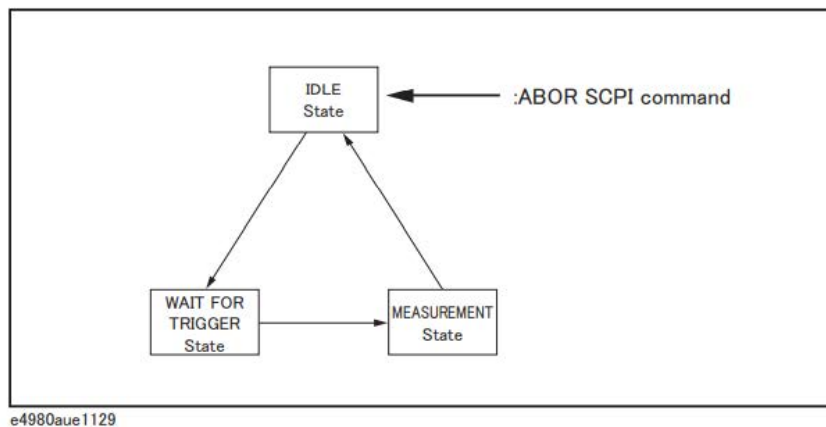 IDLE
State
:ABOR SCPI command
WAIT FOR
TRIGGER
State
MEASUREMENT
State
e4980aue1129